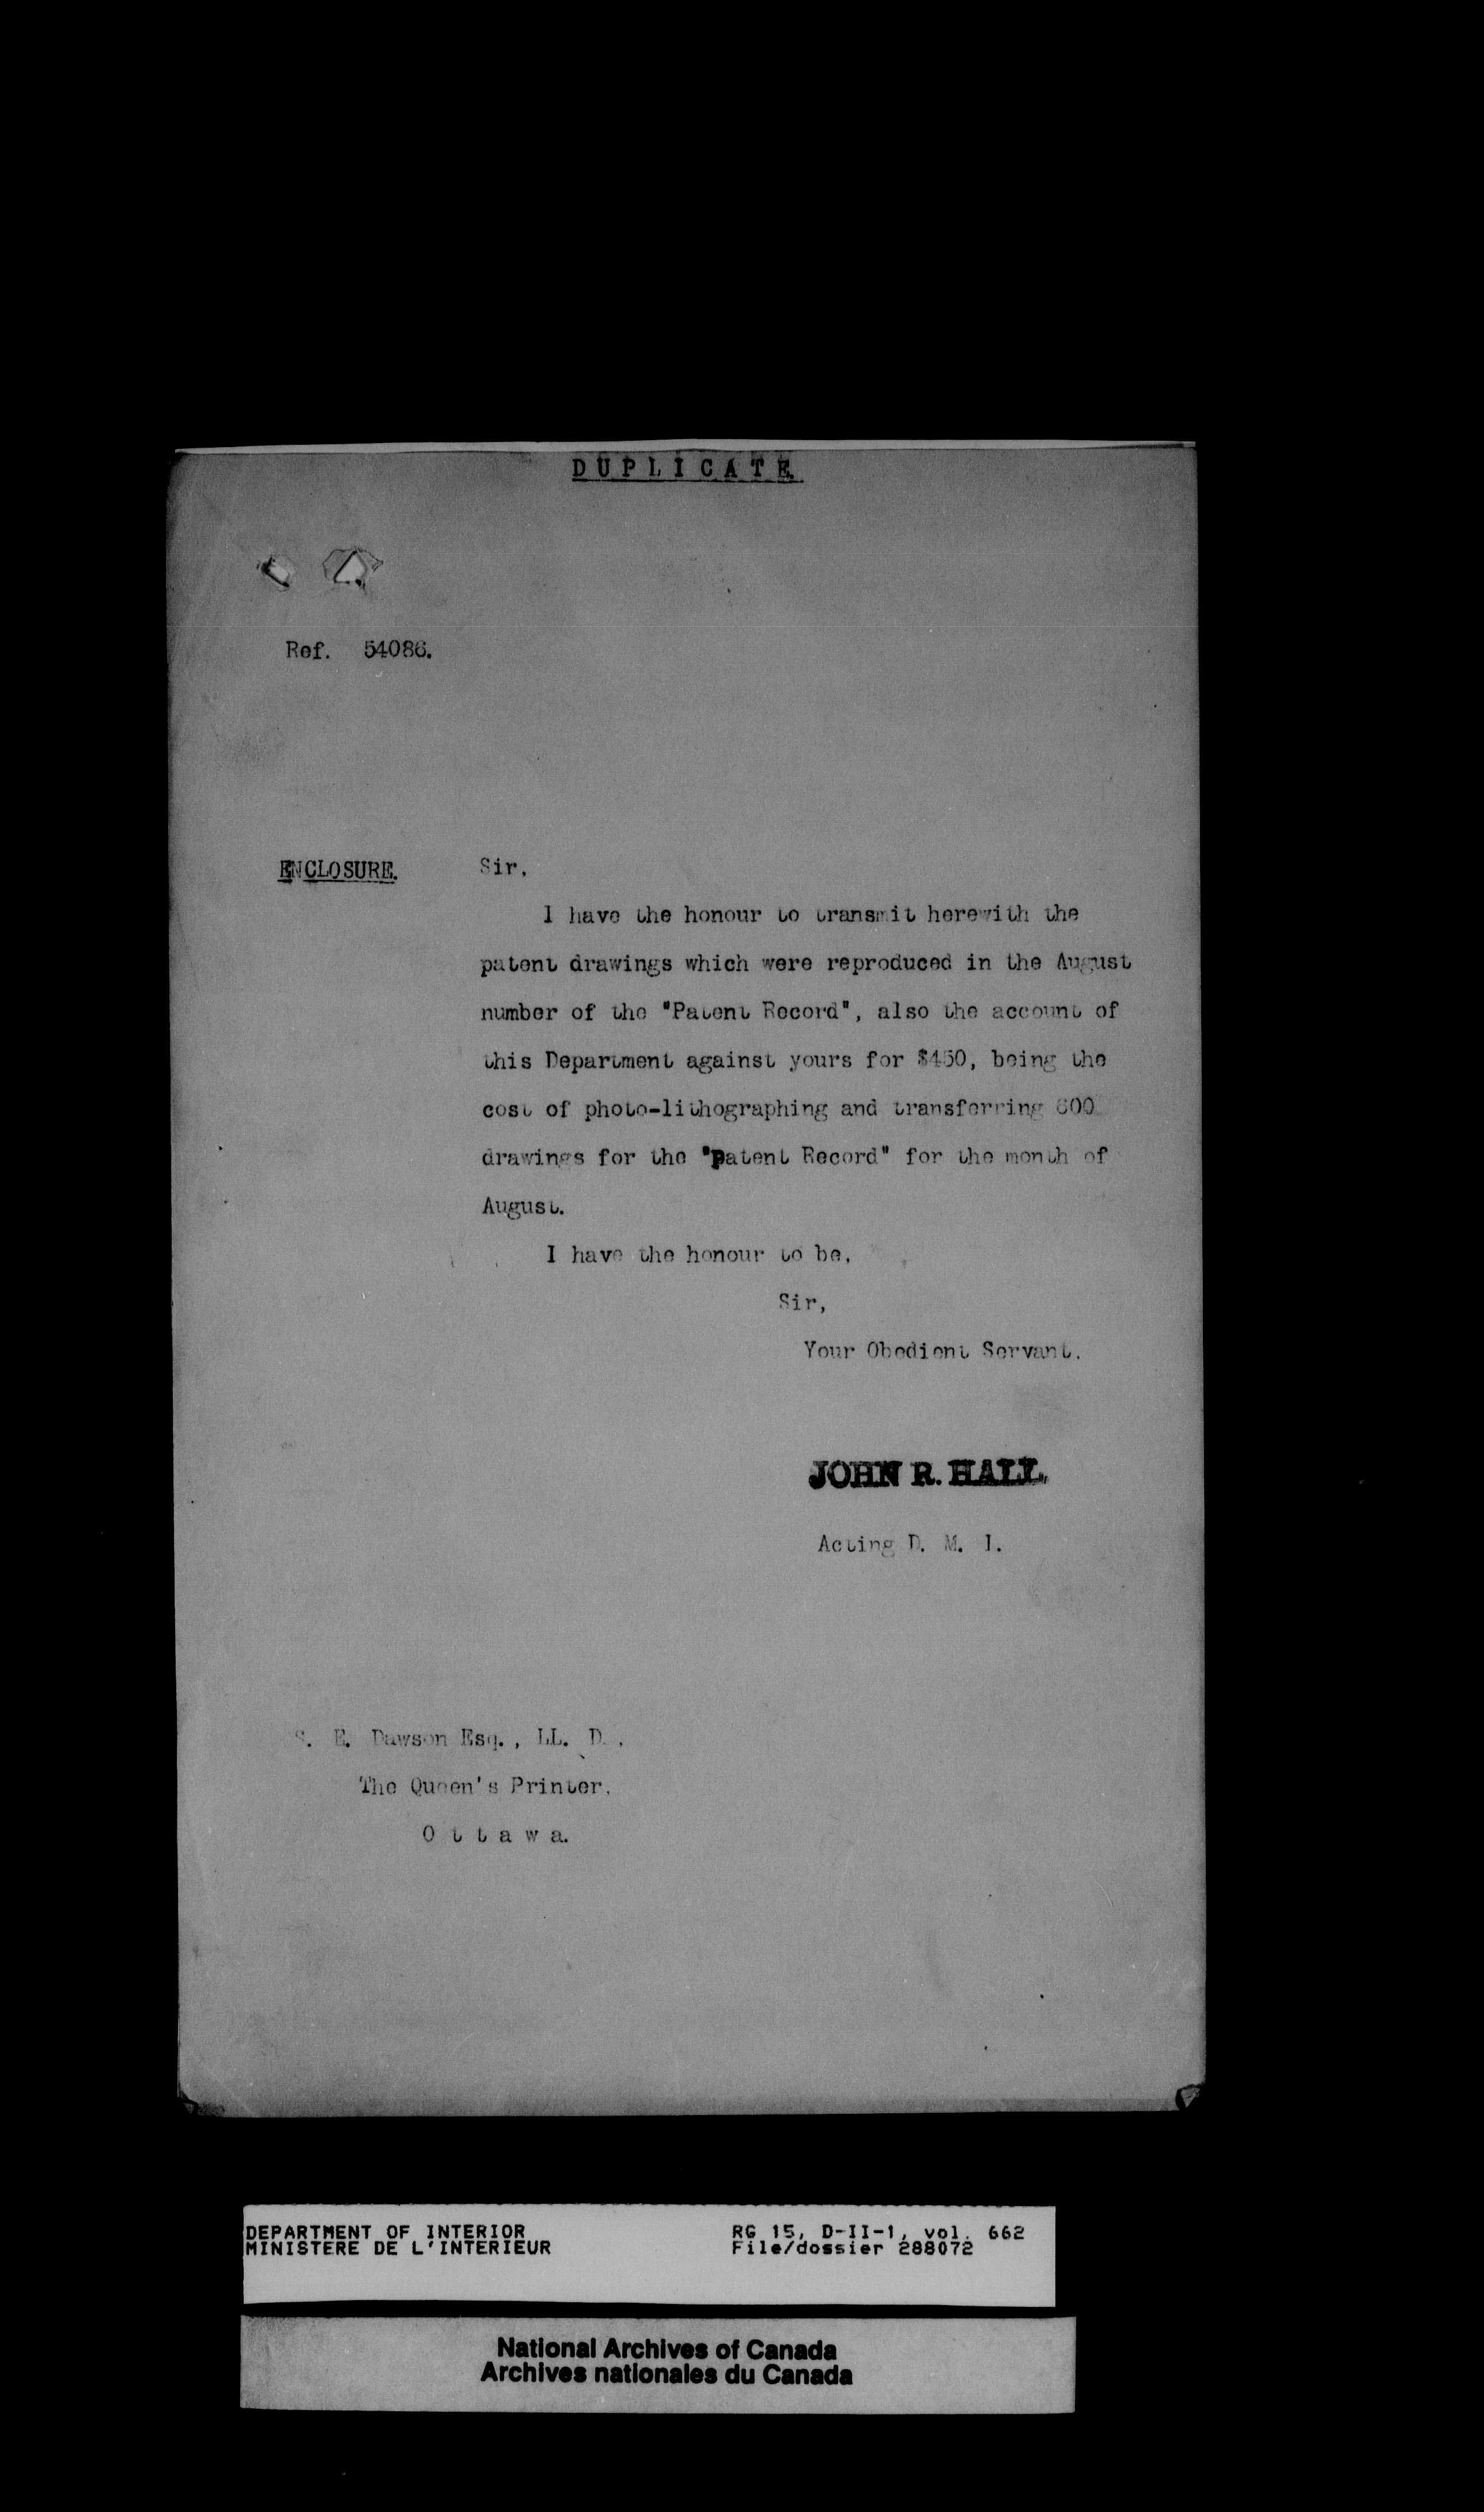 DUPLICATE.
Ref. 54086.
ENCLOSURE.
Sir,
I have the honour to transmit herewith the
patent drawings which were reproduced in the August
number of the "Patent Record", also the account of
this Department against yours for $450, being the
cost of photo-lithographing and transferring 600
drawings for the "Patent Record" for the month of
August.
I have the honour to be,
Sir,
Your Obedient Servant,
JOHN R. HALL,
Acting D. M. I.
S. E. Dawson Esq., LL. D.,
The Queen's Printer,
Ottawa.
DEPARTMENT OF INTERIOR
MINISTERE DE L'INTERIEUR
RG 15, D-II-1, vol. 662
File/dossier 288072
National Archives of Canada
Archives nationales du Canada